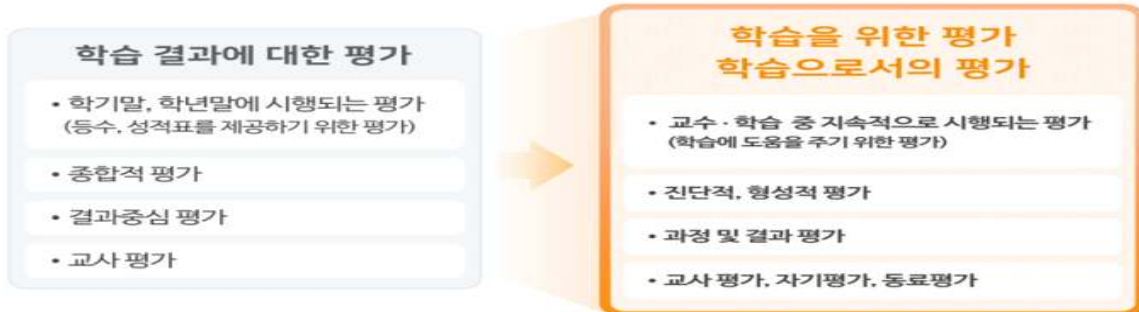 학습 결과에 대한 평가
• 학기말, 학년말에 시행되는 평가
(등수, 성적표를 제공하기 위한 평가)
• 종합적 평가
• 결과중심 평가
• 교사 평가
학습을 위한 평가
학습으로서의 평가
• 교수 · 학습 중 지속적으로 시행되는 평가
(학습에 도움을 주기 위한 평가)
• 진단적, 형성적 평가
• 과정 및 결과 평가
• 교사 평가, 자기평가, 동료평가